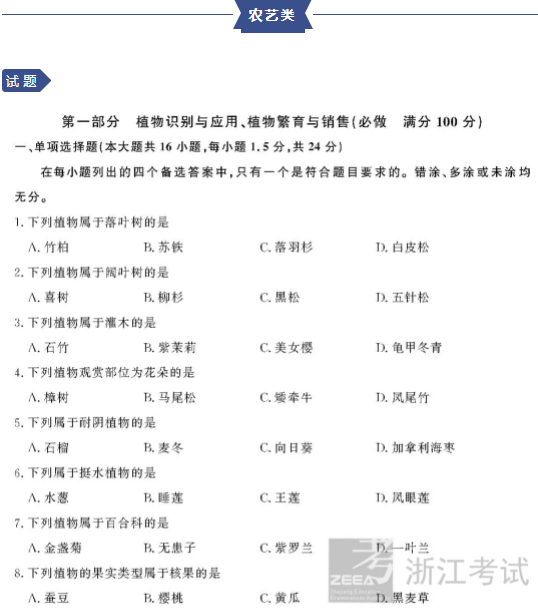 农艺类
试题
第一部分 植物识别与应用、植物繁育与销售(必做 满分 100 分)
一、单项选择题(本大题共 16 小题,每小题 1.5 分,共 24 分)
在每小题列出的四个备选答案中,只有一个是符合题目要求的。错涂、多涂或未涂均
无分。
1. 下列植物属于落叶树的是
A. 竹柏 B. 苏铁 C. 落羽杉 D. 白皮松
2. 下列植物属于阔叶树的是
A. 喜树 B. 柳杉 C. 黑松 D. 五针松
3. 下列植物属于灌木的是
A. 石竹 B. 紫茉莉 C. 美女樱 D. 龟甲冬青
4. 下列植物观赏部位为花朵的是
A. 樟树 B. 马尾松 C. 矮牵牛 D. 凤尾竹
5. 下列属于耐阴植物的是
A. 石榴 B. 麦冬 C. 向日葵 D. 加拿利海枣
6. 下列属于挺水植物的是
A. 水葱 B. 睡莲 C. 王莲 D. 凤眼莲
7. 下列植物属于百合科的是
A. 金盏菊 B. 无患子 C. 紫罗兰 D. 一叶兰
8. 下列植物的果实类型属于核果的是
A. 蚕豆 B. 樱桃 C. 黄瓜 D. 黑麦草
ZEEA 浙江考试